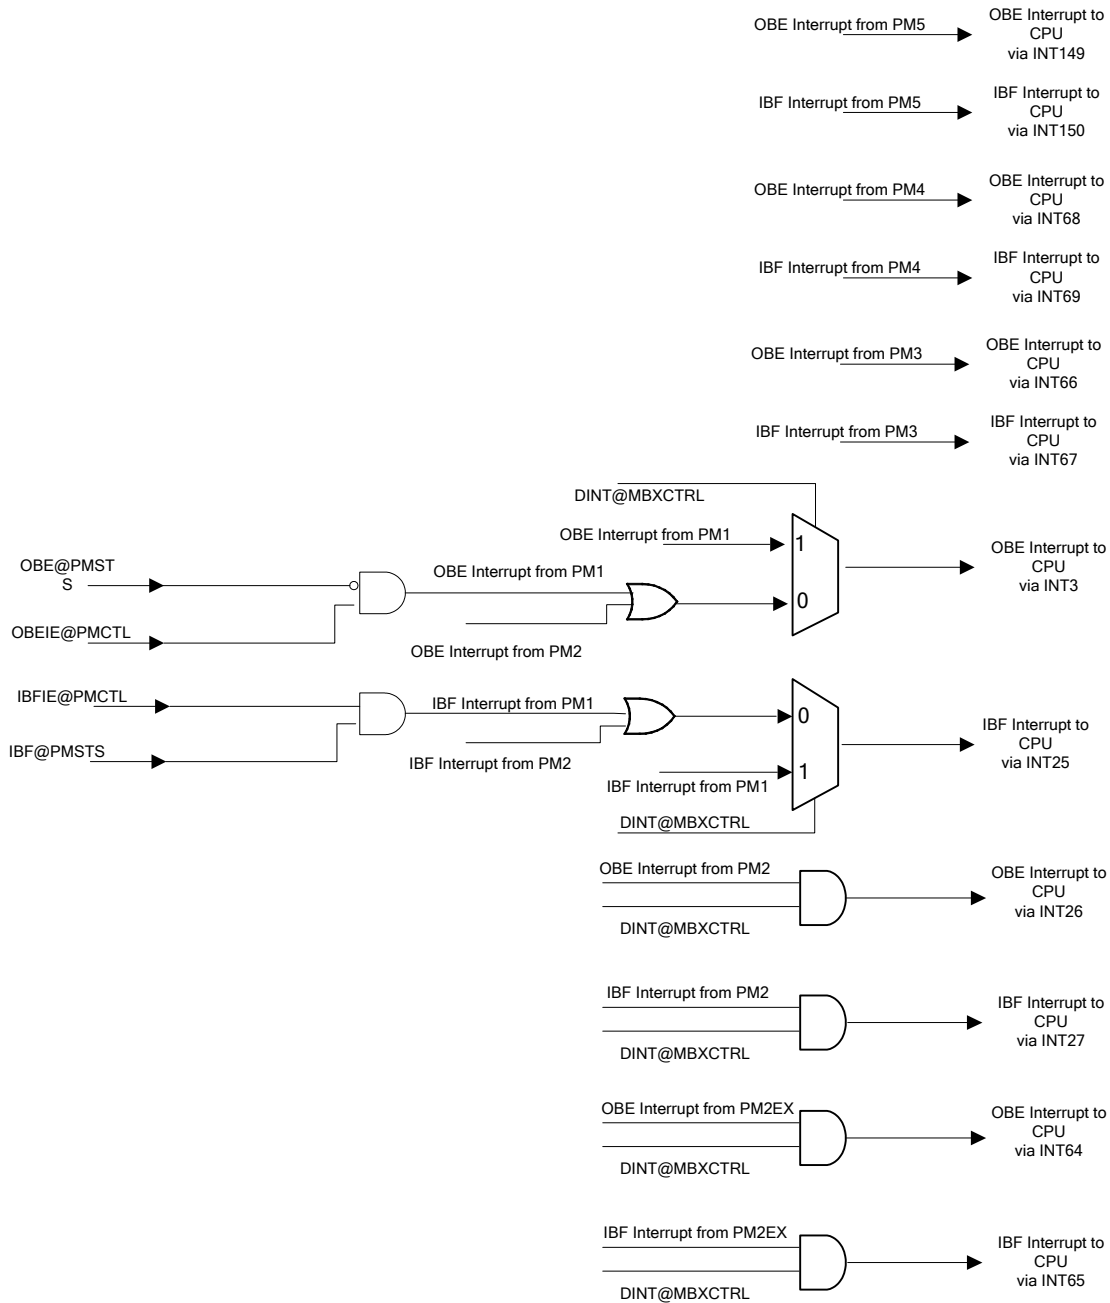 OBE Interrupt from PM5
OBE Interrupt to
CPU
via INT149
IBF Interrupt from PM5
IBF Interrupt to
CPU
via INT150
OBE Interrupt from PM4
OBE Interrupt to
CPU
via INT68
IBF Interrupt from PM4
IBF Interrupt to
CPU
via INT69
OBE Interrupt from PM3
OBE Interrupt to
CPU
via INT66
IBF Interrupt from PM3
IBF Interrupt to
CPU
via INT67
DINT@MBXCTRL
OBE Interrupt from PM1
1
0
OBE Interrupt to
CPU
via INT3
OBE@PMST
S
OBEIE@PMCTL
OBE Interrupt from PM1
OBE Interrupt from PM2
IBFIE@PMCTL
IBF@PMSTS
IBF Interrupt from PM1
IBF Interrupt from PM2
0
1
IBF Interrupt from PM1
DINT@MBXCTRL
IBF Interrupt to
CPU
via INT25
OBE Interrupt from PM2
DINT@MBXCTRL
OBE Interrupt to
CPU
via INT26
IBF Interrupt from PM2
DINT@MBXCTRL
IBF Interrupt to
CPU
via INT27
OBE Interrupt from PM2EX
DINT@MBXCTRL
OBE Interrupt to
CPU
via INT64
IBF Interrupt from PM2EX
DINT@MBXCTRL
IBF Interrupt to
CPU
via INT65